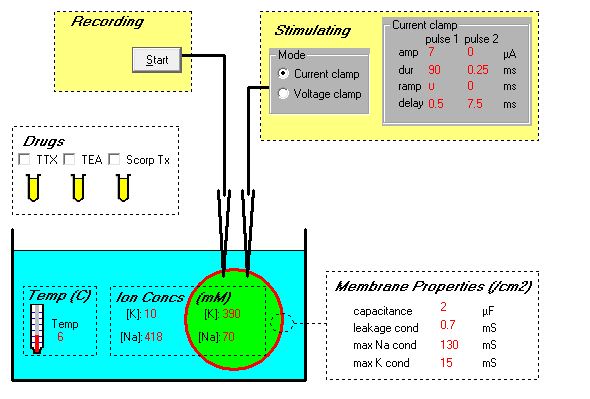 Recording
Start
Stimulating
Mode
Current clamp
Voltage clamp
Current clamp
pulse 1 pulse 2
amp 7 0 µA
dur 90 0.25 ms
ramp 0 0 ms
delay 0.5 7.5 ms
Drugs
TTX TEA Scorp Tx
Temp (C)
Temp
6
Ion Concs (mM)
[K]: 10 [K]: 390
[Na]: 418 [Na]: 70
Membrane Properties (/cm2)
capacitance 2 µF
leakage cond 0.7 mS
max Na cond 130 mS
max K cond 15 mS